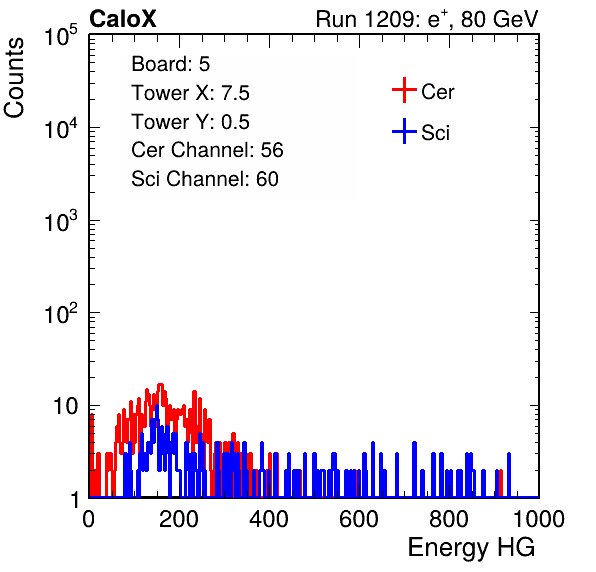 CaloX Run 1209: e⁺, 80 GeV
Counts
Board: 5
Tower X: 7.5
Tower Y: 0.5
Cer Channel: 56
Sci Channel: 60
Cer
Sci
10⁵
10⁴
10³
10²
10
1
0 200 400 600 800 1000
Energy HG